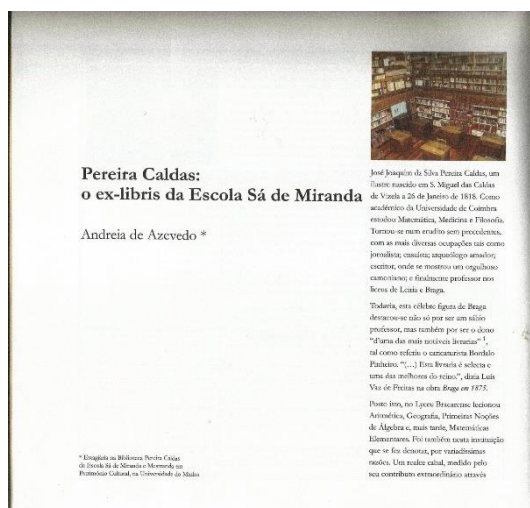 Pereira Caldas:
o ex-libris da Escola Sá de Miranda
Andreia de Azevedo *
* Estagiária na Biblioteca Pereira Caldas
da Escola Sá de Miranda e Mestranda em
Património Cultural, na Universidade do Minho
José Joaquim da Silva Pereira Caldas, um
ilustre nascido em S. Miguel das Caldas
de Vizela a 26 de Janeiro de 1818. Como
académico da Universidade de Coimbra
estudou Matemática, Medicina e Filosofia.
Tornou-se num erudito sem precedentes,
com as mais diversas ocupações tais como
jornalista; ensaísta; arqueólogo amador;
escritor, onde se mostrou um orgulhoso
camoniano; e finalmente professor nos
liceus de Leiria e Braga.
Todavia, esta célebre figura de Braga
destacou-se não só por ser um sábio
professor, mas também por ser o dono
"d'uma das mais notáveis livrarias" 1,
tal como referiu o caricaturista Bordalo
Pinheiro. "(...) Esta livraria é selecta e
uma das melhores do reino.", dizia Luís
Vaz de Freitas na obra Braga em 1875.
Posto isto, no Lyceu Bracarense lecionou
Aritmética, Geografia, Primeiras Noções
de Álgebra e, mais tarde, Matemáticas
Elementares. Foi também nesta instituição
que se fez denotar, por variadíssimas
razões. Um realce cabal, medido pelo
seu contributo extraordinário através